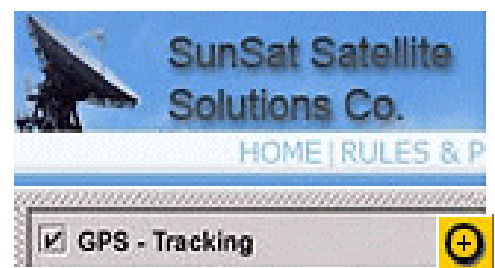 SunSat Satellite
Solutions Co.
HOME | RULES & P
GPS - Tracking